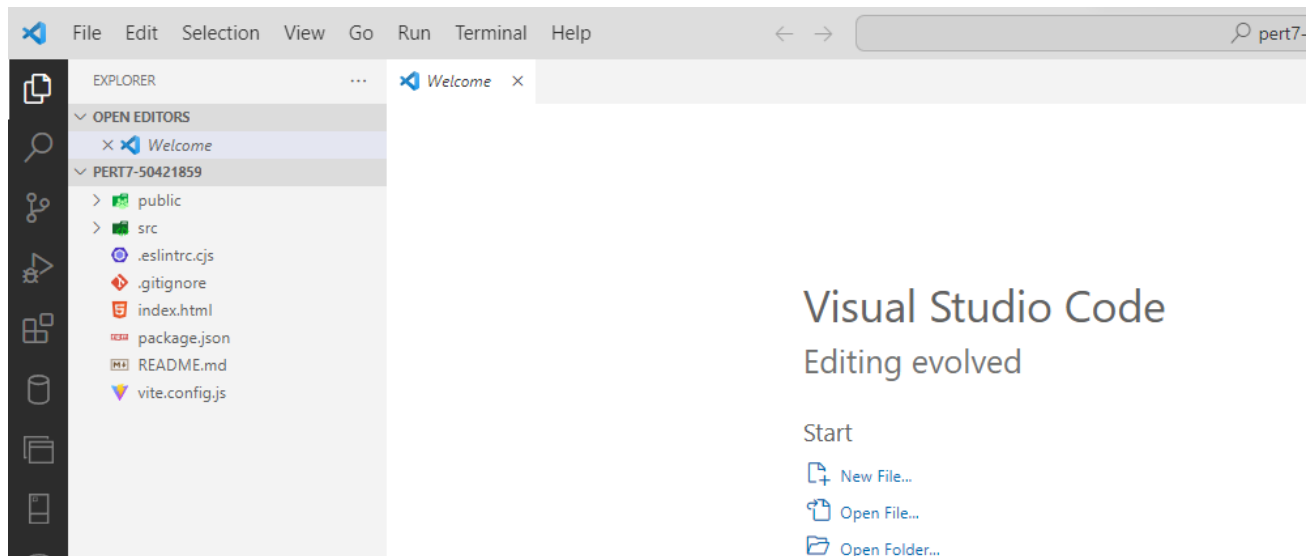 File Edit Selection View Go Run Terminal Help
pert7-
EXPLORER
Welcome
OPEN EDITORS
Welcome
PERT7-50421859
public
src
.eslintrc.cjs
.gitignore
index.html
package.json
README.md
vite.config.js
Visual Studio Code
Editing evolved
Start
New File...
Open File...
Open Folder...